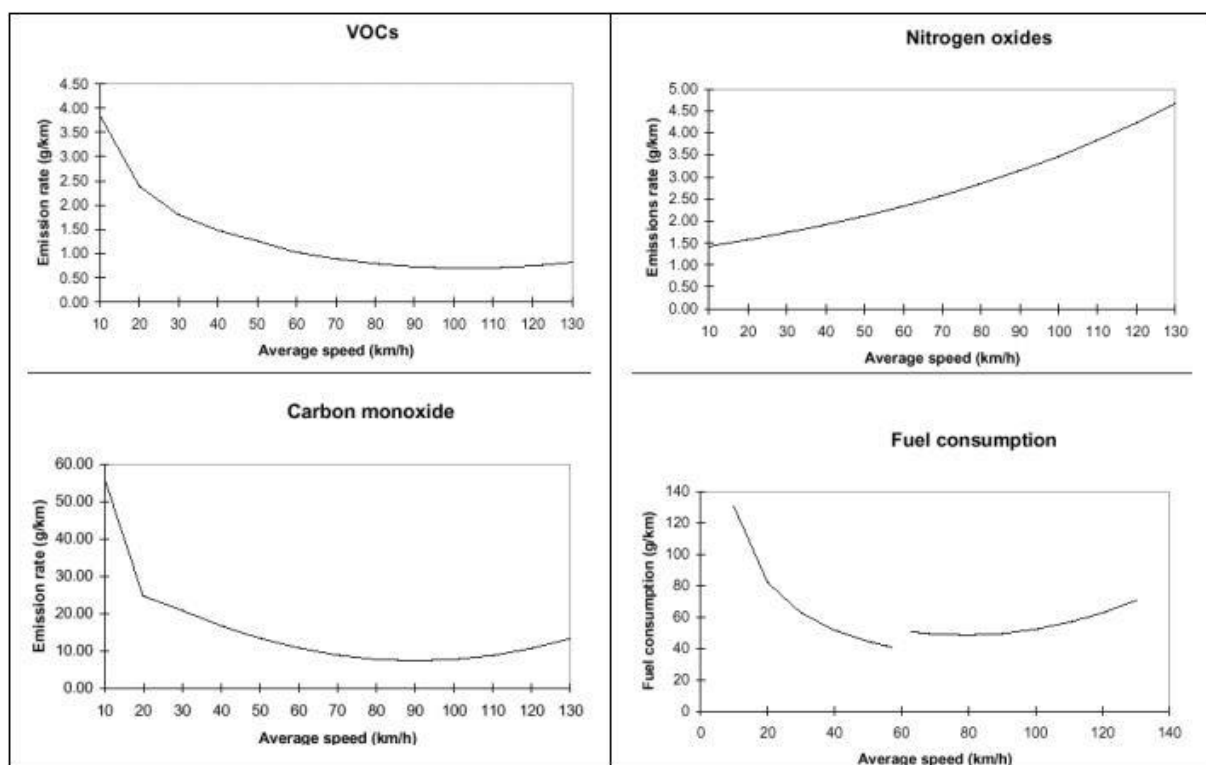 VOCs
4.50
4.00
3.50
3.00
2.50
2.00
1.50
1.00
0.50
0.00
Emission rate (g/km)
10 20 30 40 50 60 70 80 90 100 110 120 130
Average speed (km/h)
Nitrogen oxides
5.00
4.50
4.00
3.50
3.00
2.50
2.00
1.50
1.00
0.50
0.00
Emissions rate (g/km)
10 20 30 40 50 60 70 80 90 100 110 120 130
Average speed (km/h)
Carbon monoxide
60.00
50.00
40.00
30.00
20.00
10.00
0.00
Emission rate (g/km)
10 20 30 40 50 60 70 80 90 100 110 120 130
Average speed (km/h)
Fuel consumption
140
120
100
80
60
40
20
0
Fuel consumption (g/km)
0 20 40 60 80 100 120 140
Average speed (km/h)